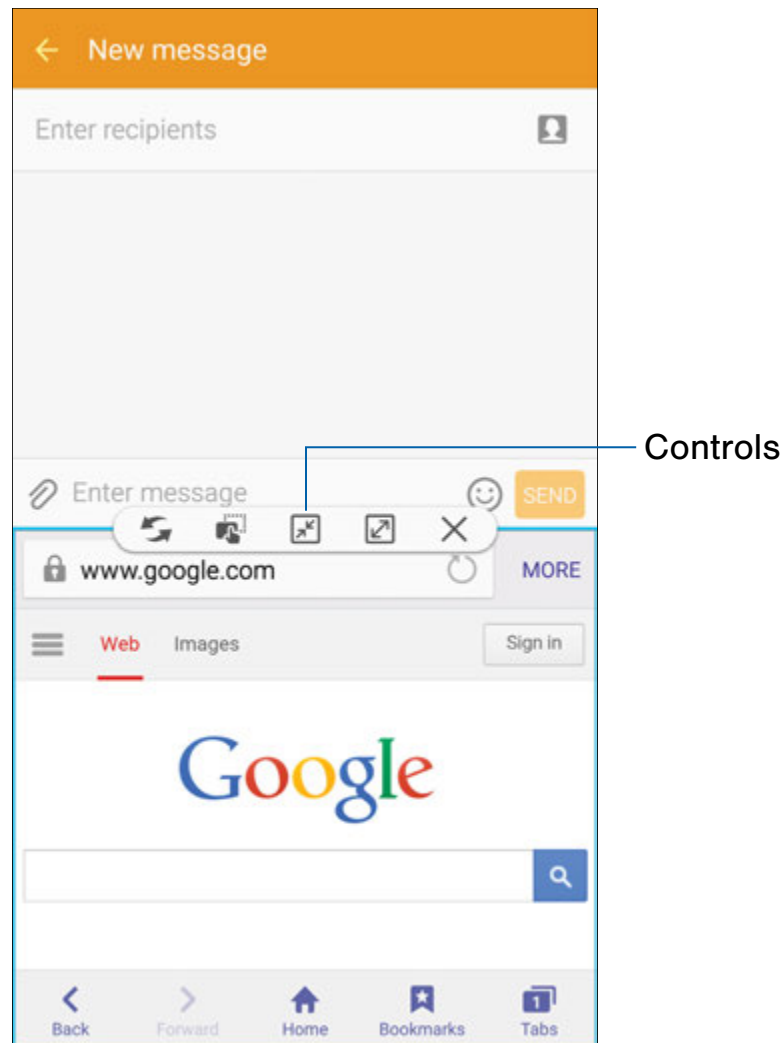 New message
Enter recipients
Controls
Enter message
SEND
www.google.com
MORE
Web Images Sign in
Google
1
Back Forward Home Bookmarks Tabs